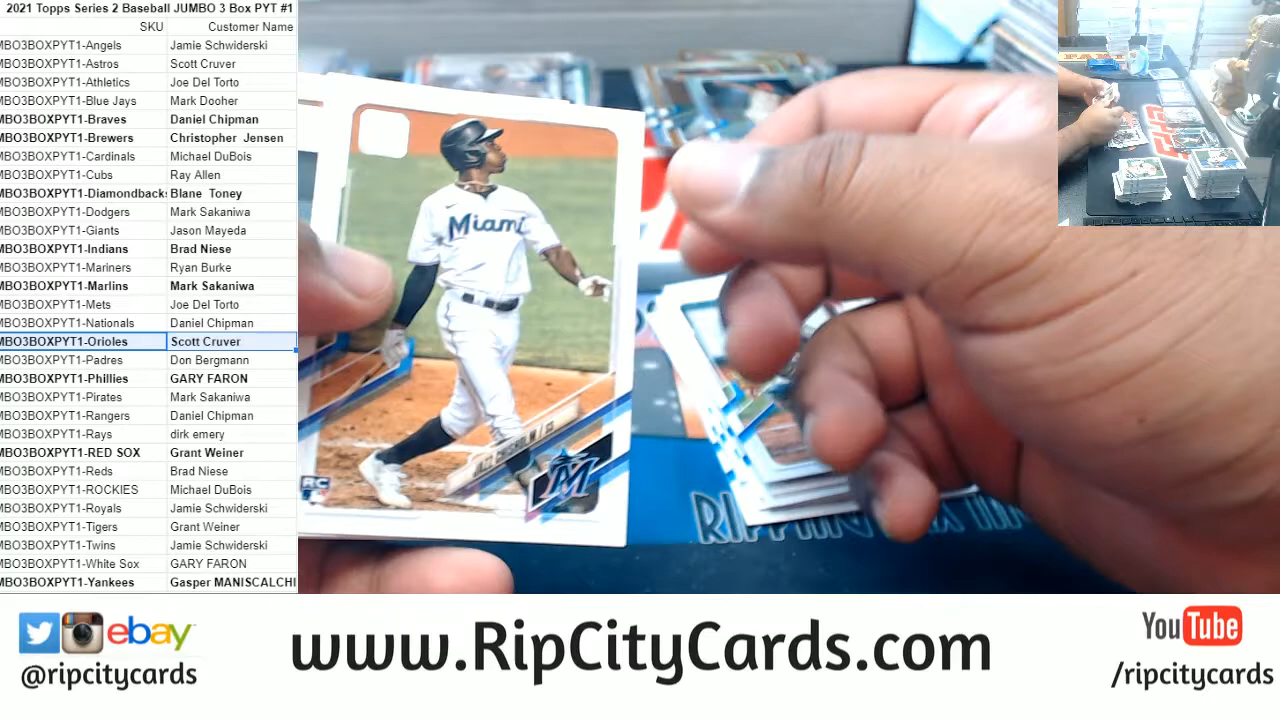 2021 Topps Series 2 Baseball JUMBO 3 Box PYT #1
SKU Customer Name
MBO3BOXPYT1-Angels Jamie Schwiderski
MBO3BOXPYT1-Astros Scott Cruver
MBO3BOXPYT1-Athletics Joe Del Torto
MBO3BOXPYT1-Blue Jays Mark Dooher
MBO3BOXPYT1-Braves Daniel Chipman
MBO3BOXPYT1-Brewers Christopher Jensen
MBO3BOXPYT1-Cardinals Michael DuBois
MBO3BOXPYT1-Cubs Ray Allen
MBO3BOXPYT1-Diamondbacks Blane Toney
MBO3BOXPYT1-Dodgers Mark Sakaniwa
MBO3BOXPYT1-Giants Jason Mayeda
MBO3BOXPYT1-Indians Brad Niese
MBO3BOXPYT1-Mariners Ryan Burke
MBO3BOXPYT1-Marlins Mark Sakaniwa
MBO3BOXPYT1-Mets Joe Del Torto
MBO3BOXPYT1-Nationals Daniel Chipman
MBO3BOXPYT1-Orioles Scott Cruver
MBO3BOXPYT1-Padres Don Bergmann
MBO3BOXPYT1-Phillies GARY FARON
MBO3BOXPYT1-Pirates Mark Sakaniwa
MBO3BOXPYT1-Rangers Daniel Chipman
MBO3BOXPYT1-Rays dirk emery
MBO3BOXPYT1-RED SOX Grant Weiner
MBO3BOXPYT1-Reds Brad Niese
MBO3BOXPYT1-ROCKIES Michael DuBois
MBO3BOXPYT1-Royals Jamie Schwiderski
MBO3BOXPYT1-Tigers Grant Weiner
MBO3BOXPYT1-Twins Jamie Schwiderski
MBO3BOXPYT1-White Sox GARY FARON
MBO3BOXPYT1-Yankees Gasper MANISCALCHI
Miami
JAZZ CHISHOLM / 2B
M
RC
ebay
@ripcitycards
www.RipCityCards.com
YouTube
/ripcitycards